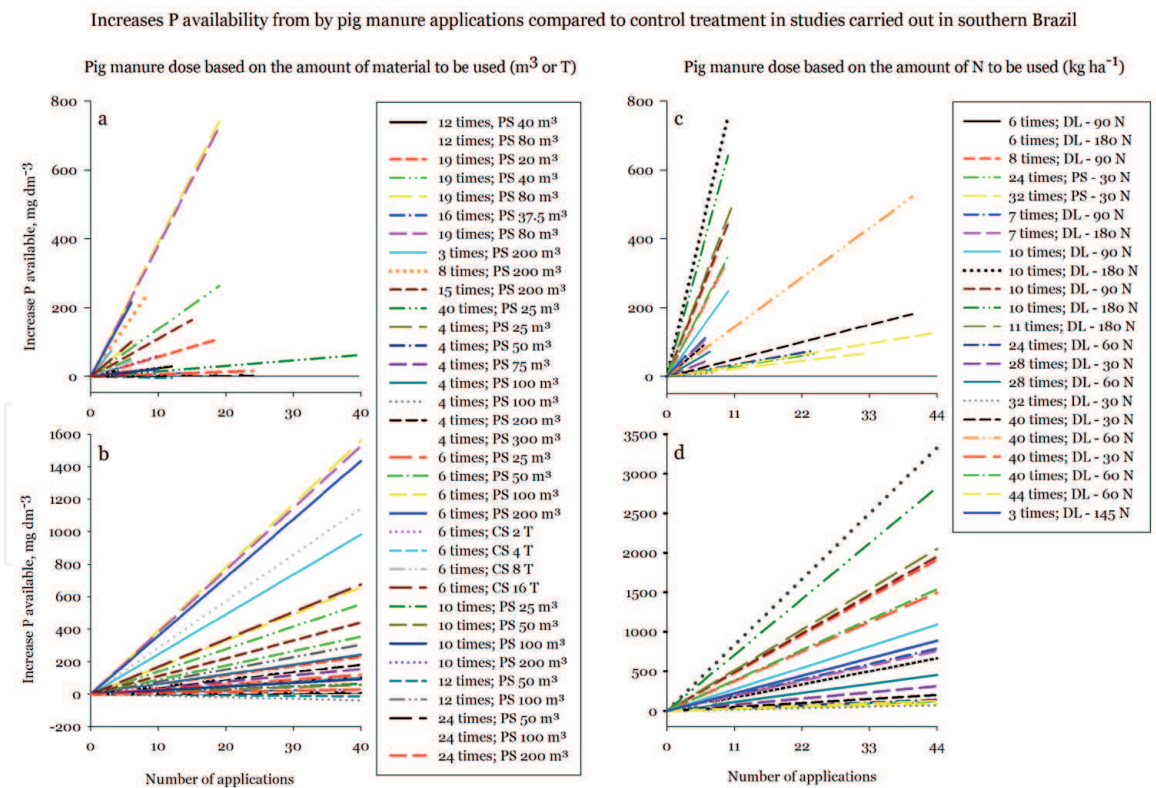 Increases P availability from by pig manure applications compared to control treatment in studies carried out in southern Brazil
Pig manure dose based on the amount of material to be used (m³ or T)
Pig manure dose based on the amount of N to be used (kg ha⁻¹)
Increase P available, mg dm⁻³
800
600
400
200
0
a
0
10
20
30
40
Increase P available, mg dm⁻³
1600
1400
1200
1000
800
600
400
200
0
-200
b
0
10
20
30
40
Number of applications
12 times, PS 40 m³
12 times; PS 80 m³
19 times; PS 20 m³
19 times; PS 40 m³
19 times; PS 80 m³
16 times; PS 37.5 m³
19 times; PS 80 m³
3 times; PS 200 m³
8 times; PS 200 m³
15 times; PS 200 m³
40 times; PS 25 m³
4 times; PS 25 m³
4 times; PS 50 m³
4 times; PS 75 m³
4 times; PS 100 m³
4 times; PS 100 m³
4 times; PS 200 m³
4 times; PS 300 m³
6 times; PS 25 m³
6 times; PS 50 m³
6 times; PS 100 m³
6 times; PS 200 m³
6 times; CS 2 T
6 times; CS 4 T
6 times; CS 8 T
6 times; CS 16 T
10 times; PS 25 m³
10 times; PS 50 m³
10 times; PS 100 m³
10 times; PS 200 m³
12 times; PS 50 m³
12 times; PS 100 m³
24 times; PS 50 m³
24 times; PS 100 m³
24 times; PS 200 m³
800
600
400
200
0
c
0
11
22
33
44
3500
3000
2500
2000
1500
1000
500
0
d
0
11
22
33
44
Number of applications
6 times; DL - 90 N
6 times; DL - 180 N
8 times; DL - 90 N
24 times; PS - 30 N
32 times; PS - 30 N
7 times; DL - 90 N
7 times; DL - 180 N
10 times; DL - 90 N
10 times; DL - 180 N
10 times; DL - 90 N
10 times; DL - 180 N
11 times; DL - 180 N
24 times; DL - 60 N
28 times; DL - 30 N
28 times; DL - 60 N
32 times; DL - 30 N
40 times; DL - 30 N
40 times; DL - 60 N
40 times; DL - 30 N
40 times; DL - 60 N
44 times; DL - 60 N
3 times; DL - 145 N